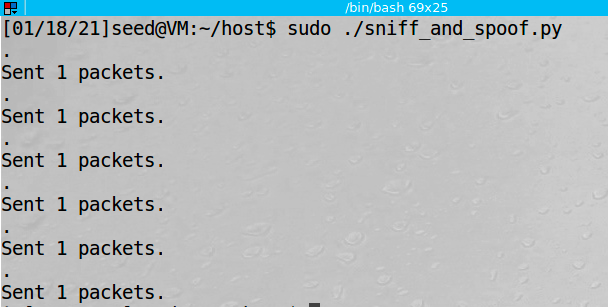 /bin/bash 69x25
[01/18/21]seed@VM:~/host$ sudo ./sniff_and_spoof.py
.
Sent 1 packets.
.
Sent 1 packets.
.
Sent 1 packets.
.
Sent 1 packets.
.
Sent 1 packets.
.
Sent 1 packets.